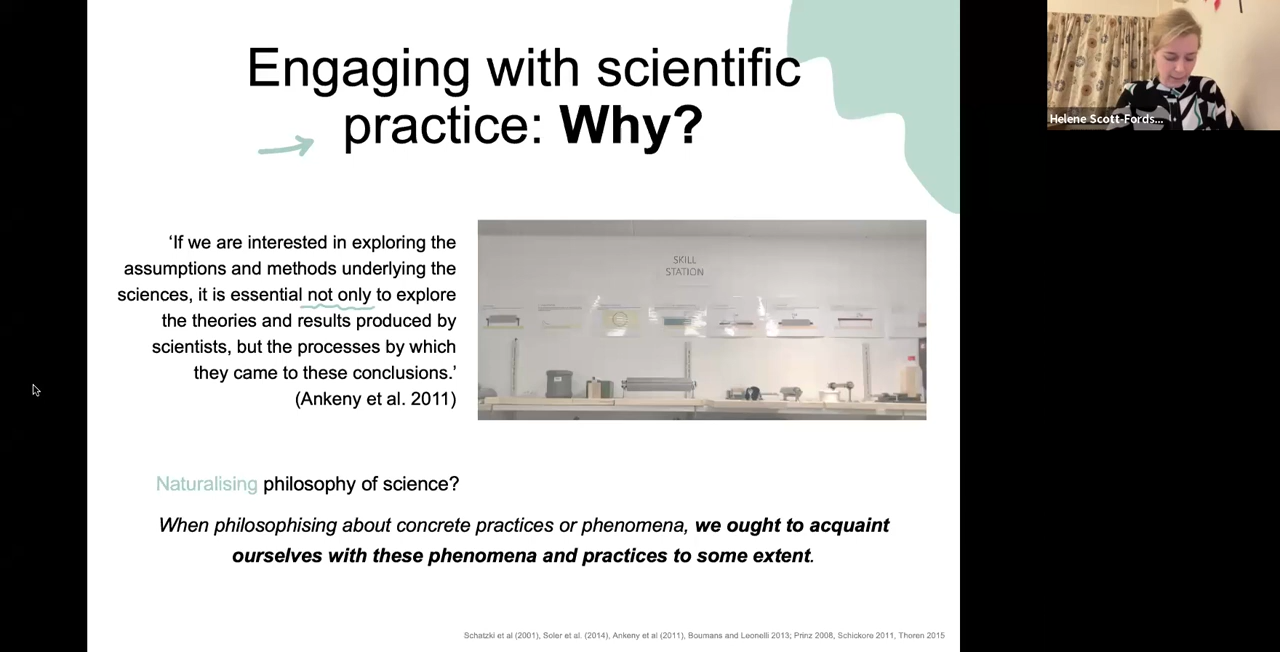 Engaging with scientific
practice: Why?
Helene Scott-Fords...
‘If we are interested in exploring the
assumptions and methods underlying the
sciences, it is essential not only to explore
the theories and results produced by
scientists, but the processes by which
they came to these conclusions.’
(Ankeny et al. 2011)
SKILL
STATION
Naturalising philosophy of science?
When philosophising about concrete practices or phenomena, we ought to acquaint
ourselves with these phenomena and practices to some extent.
Schatzki et al (2001), Soler et al. (2014), Ankeny et al (2011), Boumans and Leonelli 2013; Prinz 2008, Schickore 2011, Thoren 2015